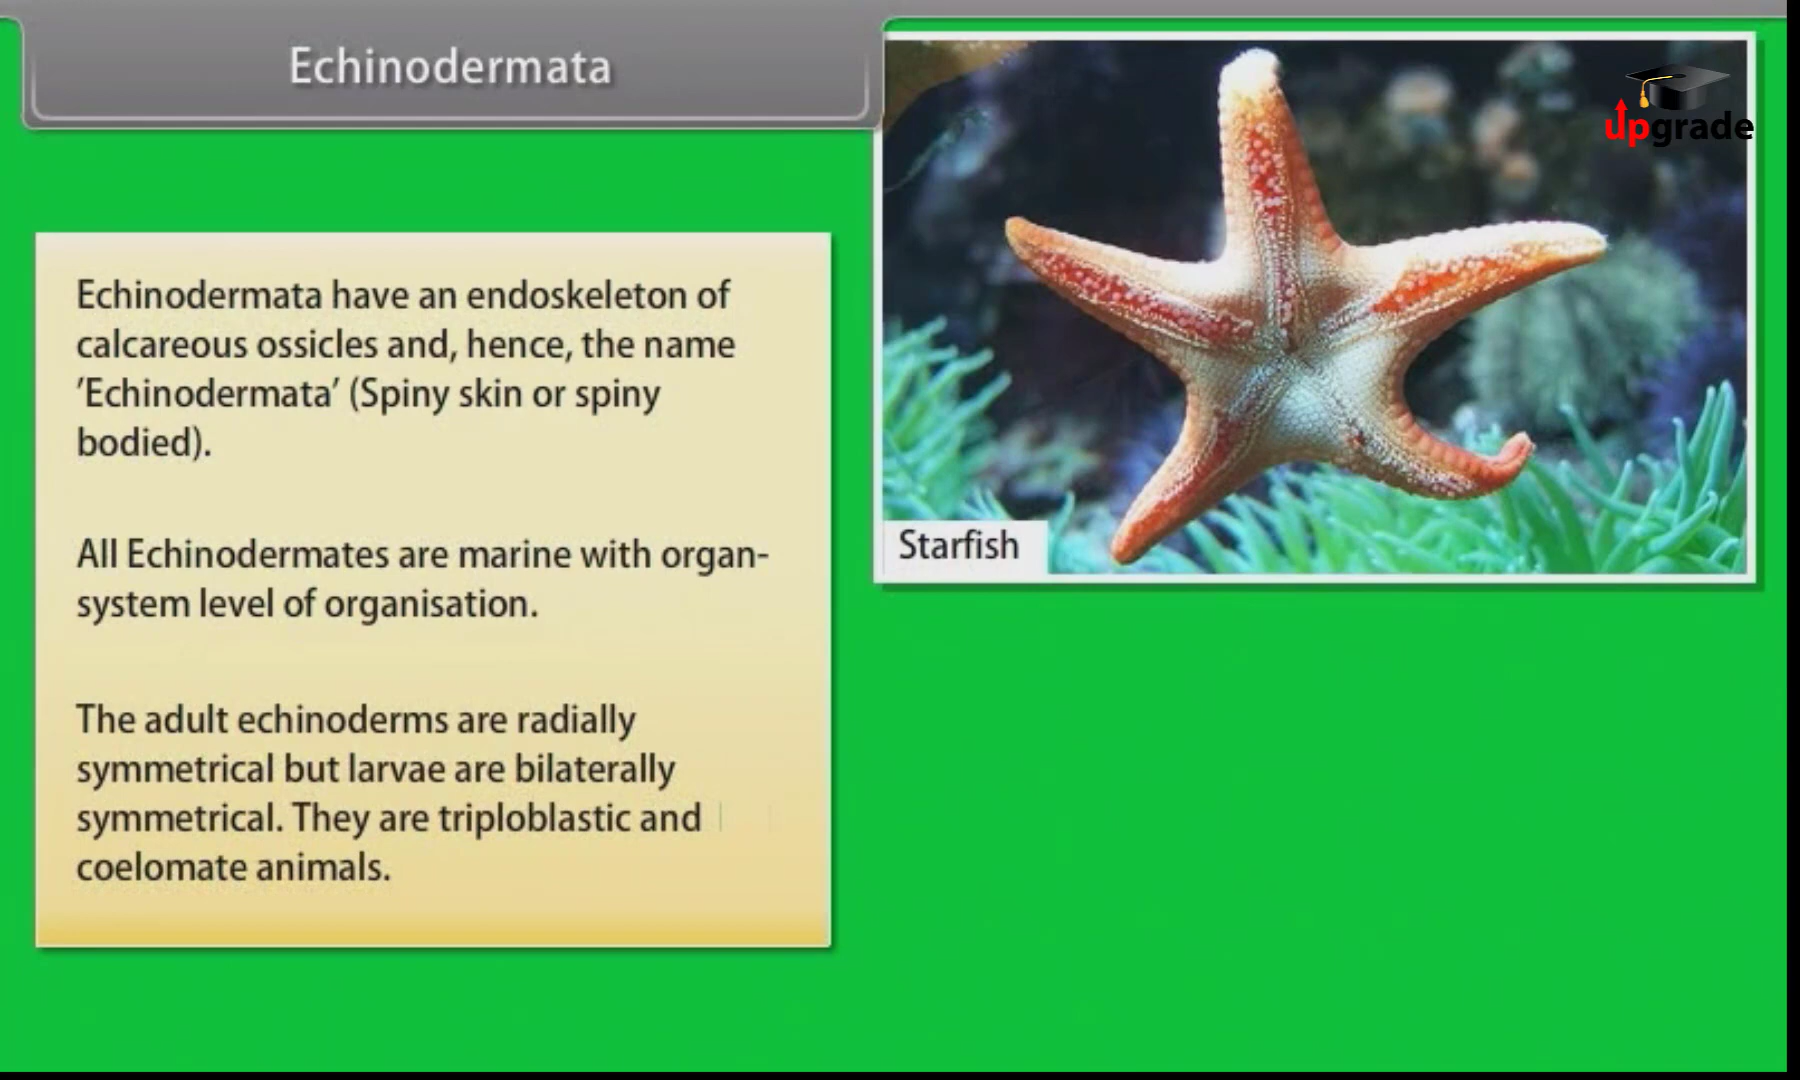 Echinodermata
upgrade
Echinodermata have an endoskeleton of
calcareous ossicles and, hence, the name
'Echinodermata' (Spiny skin or spiny
bodied).
All Echinodermates are marine with organ-
system level of organisation.
The adult echinoderms are radially
symmetrical but larvae are bilaterally
symmetrical. They are triploblastic and
coelomate animals.
Starfish